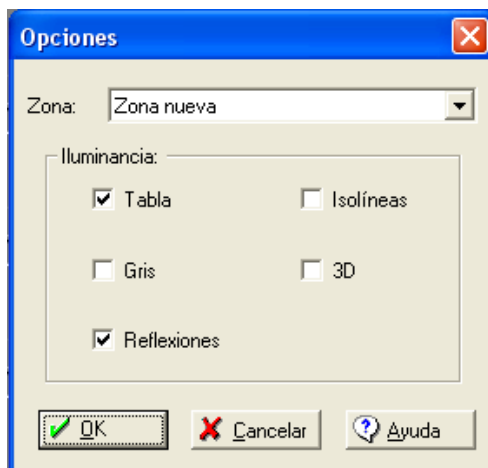 Opciones
Zona: Zona nueva
Iluminancia:
Tabla Isolíneas
Gris 3D
Reflexiones
OK Cancelar Ayuda